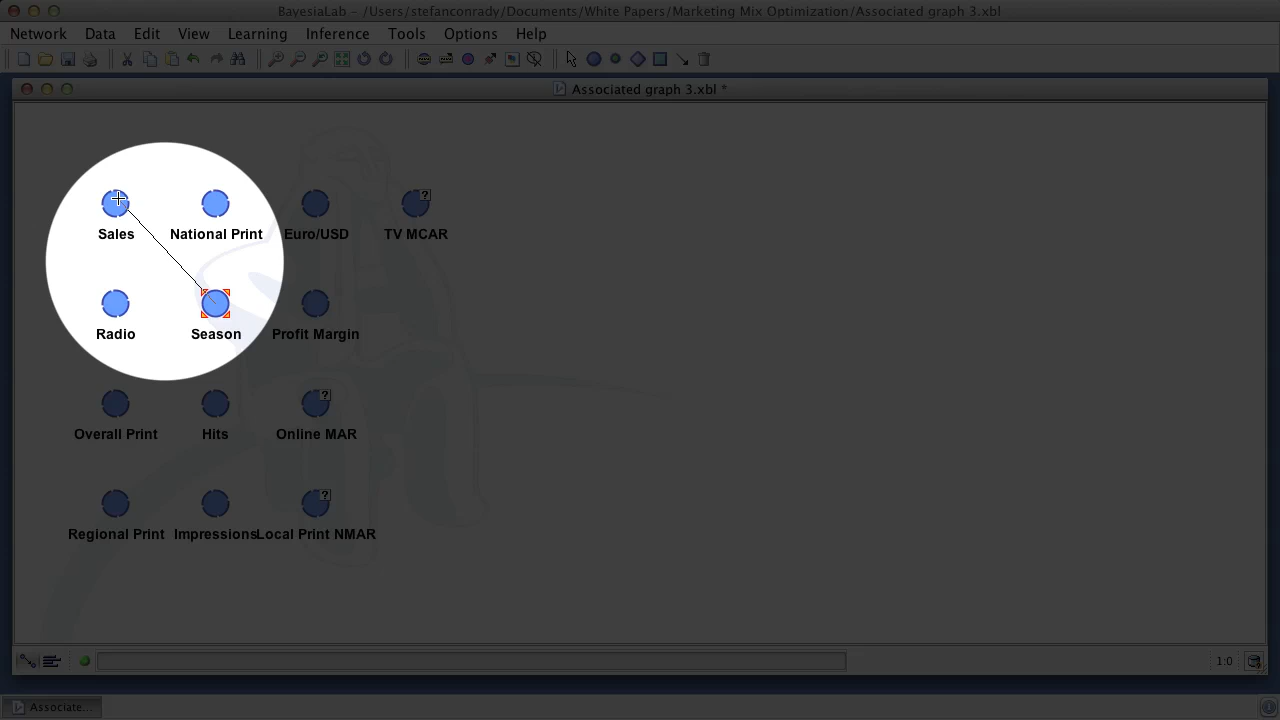 BayesiaLab - /Users/stefanconrady/Documents/White Papers/Marketing Mix Optimization/Associated graph 3.xbl
Network Data Edit View Learning Inference Tools Options Help
Associated graph 3.xbl *
?
Sales National Print Euro/USD TV MCAR
Radio Season Profit Margin
?
Overall Print Hits Online MAR
?
Regional Print Impressions Local Print NMAR
1:0
Associate...